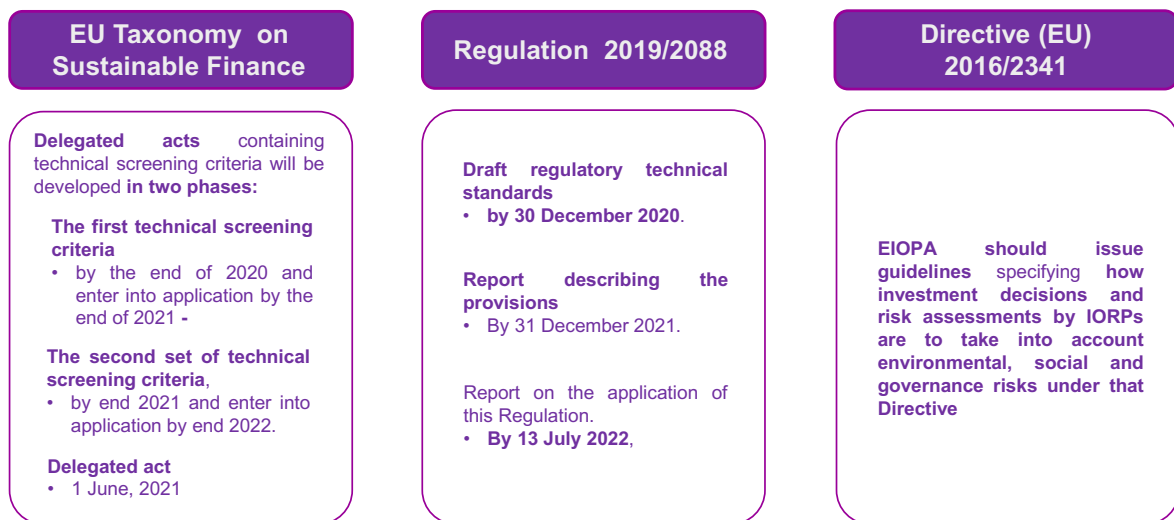 EU Taxonomy on
Sustainable Finance
Delegated acts containing
technical screening criteria will be
developed in two phases:
The first technical screening
criteria
• by the end of 2020 and
enter into application by the
end of 2021 -
The second set of technical
screening criteria,
• by end 2021 and enter into
application by end 2022.
Delegated act
• 1 June, 2021
Regulation 2019/2088
Draft regulatory technical
standards
• by 30 December 2020.
Report describing the
provisions
• By 31 December 2021.
Report on the application of
this Regulation.
• By 13 July 2022,
Directive (EU)
2016/2341
EIOPA should issue
guidelines specifying how
investment decisions and
risk assessments by IORPs
are to take into account
environmental, social and
governance risks under that
Directive